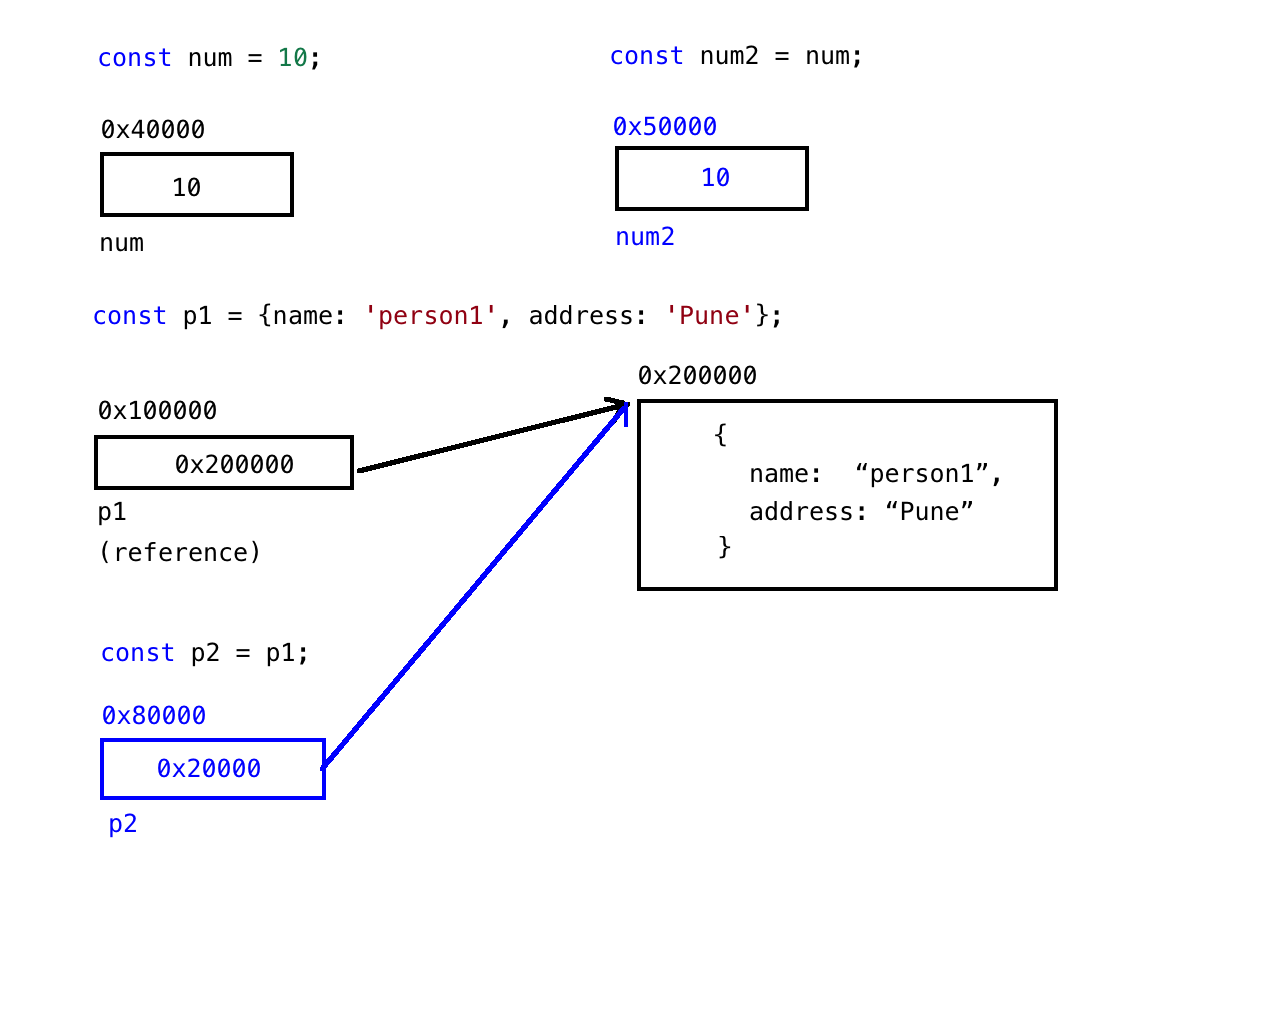 const num = 10;
const num2 = num;
0x40000
0x50000
10
10
num
num2
const p1 = {name: 'person1', address: 'Pune'};
0x200000
0x100000
{
0x200000
name: “person1”,
p1
address: “Pune”
(reference)
}
const p2 = p1;
0x80000
0x20000
p2